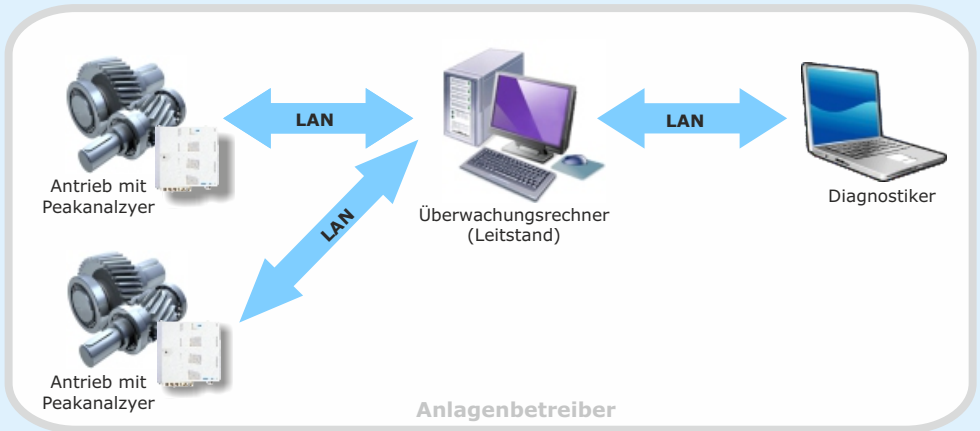 LAN
LAN
Antrieb mit
Peakanalzyer
Überwachungsrechner
(Leitstand)
Diagnostiker
LAN
Antrieb mit
Peakanalzyer
Anlagenbetreiber